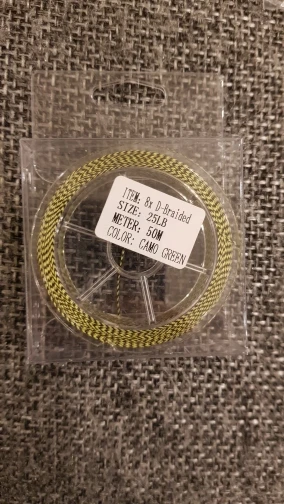 ITEM: 8x D-Braided
SIZE: 25LB
METER: 50M
COLOR: CAMO GREEN